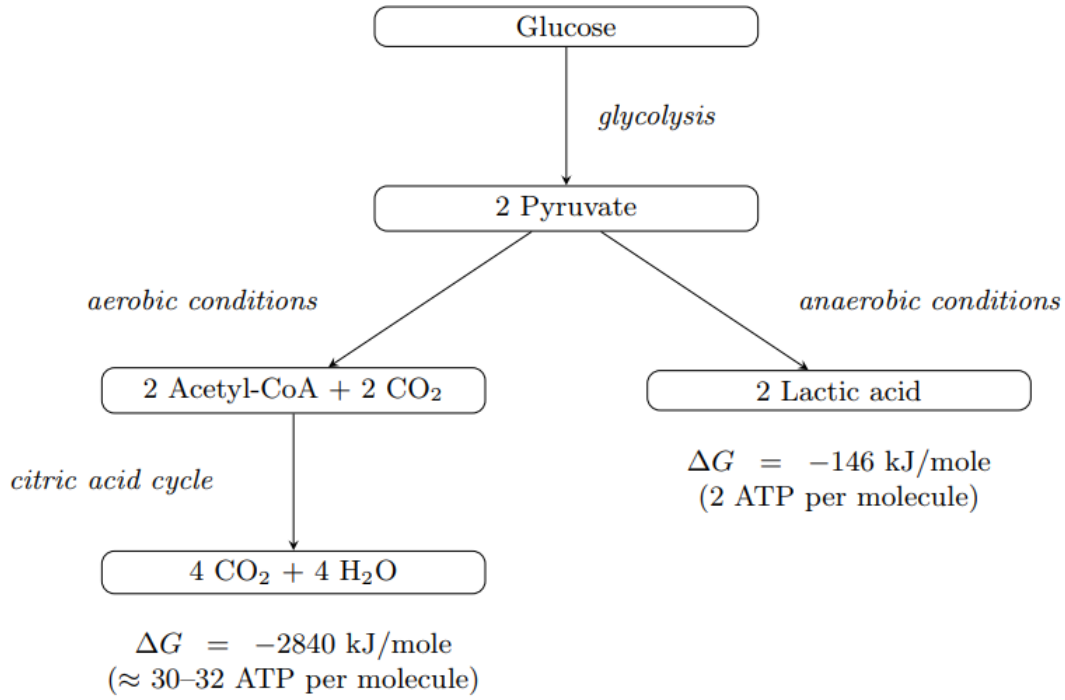 Glucose
glycolysis
2 Pyruvate
aerobic conditions
anaerobic conditions
2 Acetyl-CoA + 2 CO₂
2 Lactic acid
ΔG = −146 kJ/mole
(2 ATP per molecule)
citric acid cycle
4 CO₂ + 4 H₂O
ΔG = −2840 kJ/mole
(≈ 30–32 ATP per molecule)